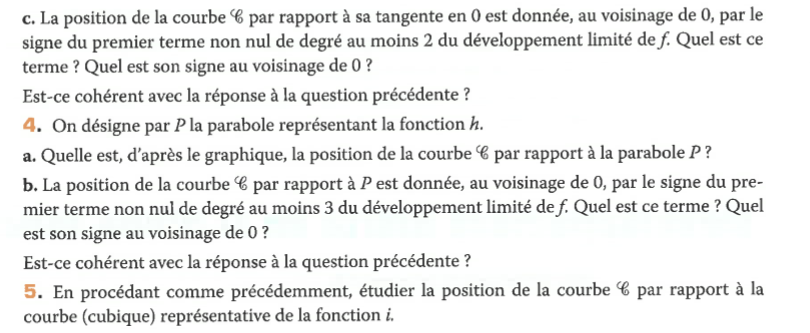 c. La position de la courbe 𝒞 par rapport à sa tangente en 0 est donnée, au voisinage de 0, par le
signe du premier terme non nul de degré au moins 2 du développement limité de f. Quel est ce
terme ? Quel est son signe au voisinage de 0 ?
Est-ce cohérent avec la réponse à la question précédente ?
4. On désigne par P la parabole représentant la fonction h.
a. Quelle est, d'après le graphique, la position de la courbe 𝒞 par rapport à la parabole P ?
b. La position de la courbe 𝒞 par rapport à P est donnée, au voisinage de 0, par le signe du pre-
mier terme non nul de degré au moins 3 du développement limité de f. Quel est ce terme ? Quel
est son signe au voisinage de 0 ?
Est-ce cohérent avec la réponse à la question précédente ?
5. En procédant comme précédemment, étudier la position de la courbe 𝒞 par rapport à la
courbe (cubique) représentative de la fonction i.